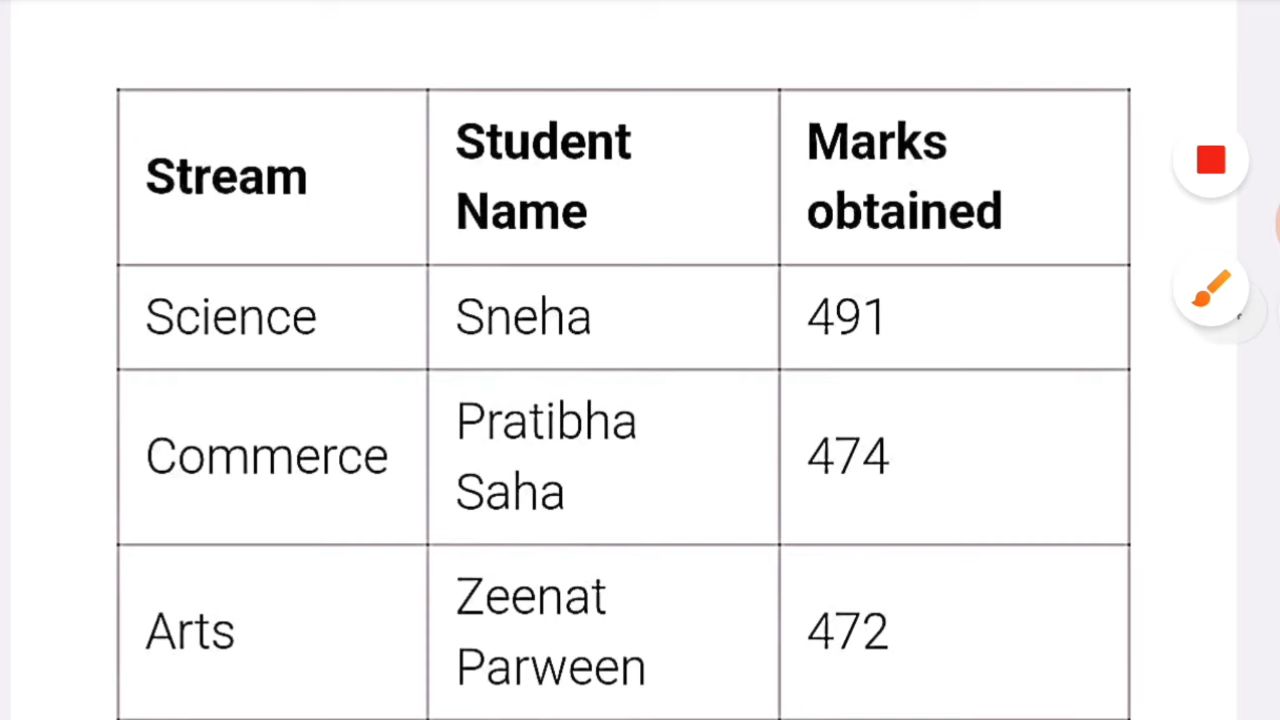 Stream
Student
Name
Marks
obtained
Science
Sneha
491
Commerce
Pratibha
Saha
474
Arts
Zeenat
Parween
472